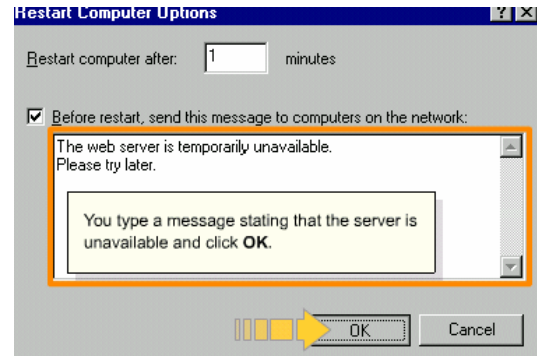 Restart Computer Options ? X
Restart computer after: 1 minutes
Before restart, send this message to computers on the network:
The web server is temporarily unavailable.
Please try later.
You type a message stating that the server is
unavailable and click OK.
OK Cancel